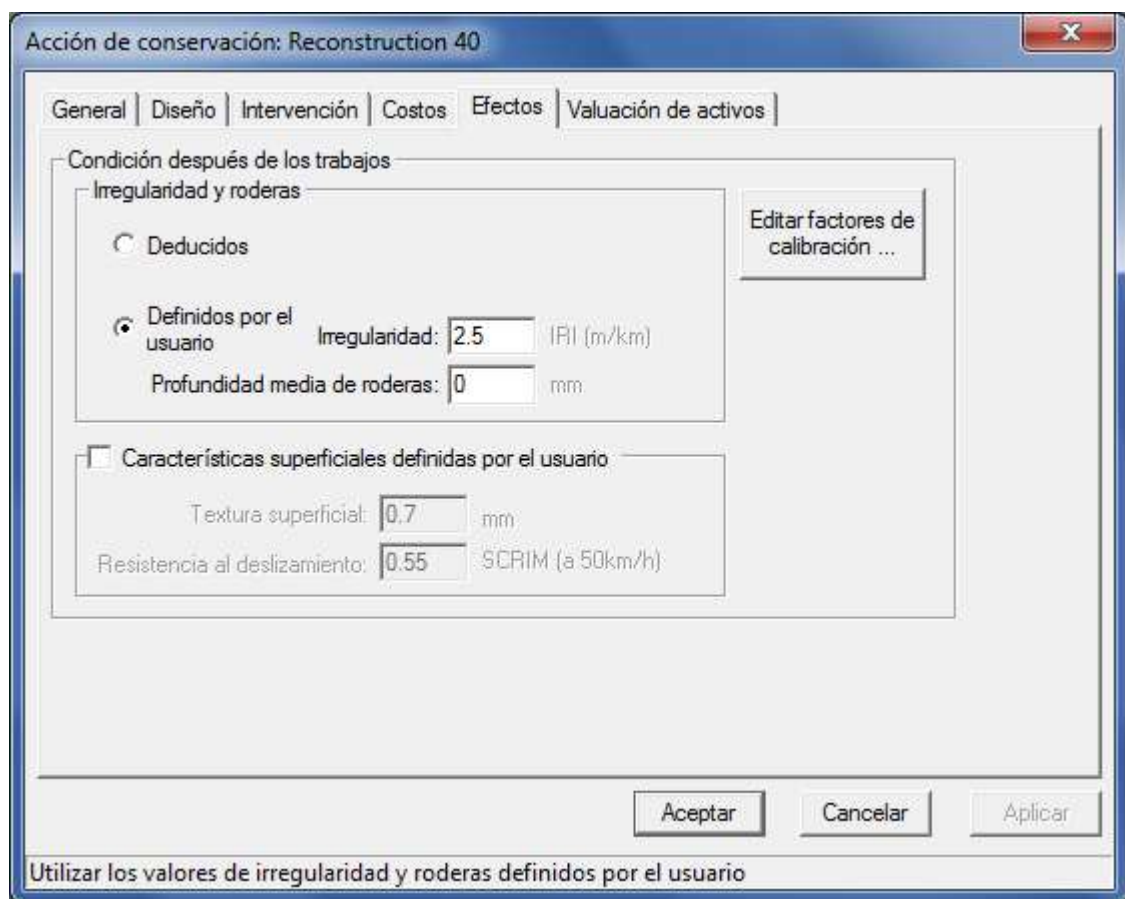 Acción de conservación: Reconstruction 40
General Diseño Intervención Costos Efectos Valuación de activos
Condición después de los trabajos
Irregularidad y roderas
Editar factores de
calibración ...
Deducidos
Definidos por el
usuario
Irregularidad: 2.5 IRI (m/km)
Profundidad media de roderas: 0 mm
Características superficiales definidas por el usuario
Textura superficial: 0.7 mm
Resistencia al deslizamiento: 0.55 SCRIM (a 50km/h)
Aceptar Cancelar Aplicar
Utilizar los valores de irregularidad y roderas definidos por el usuario